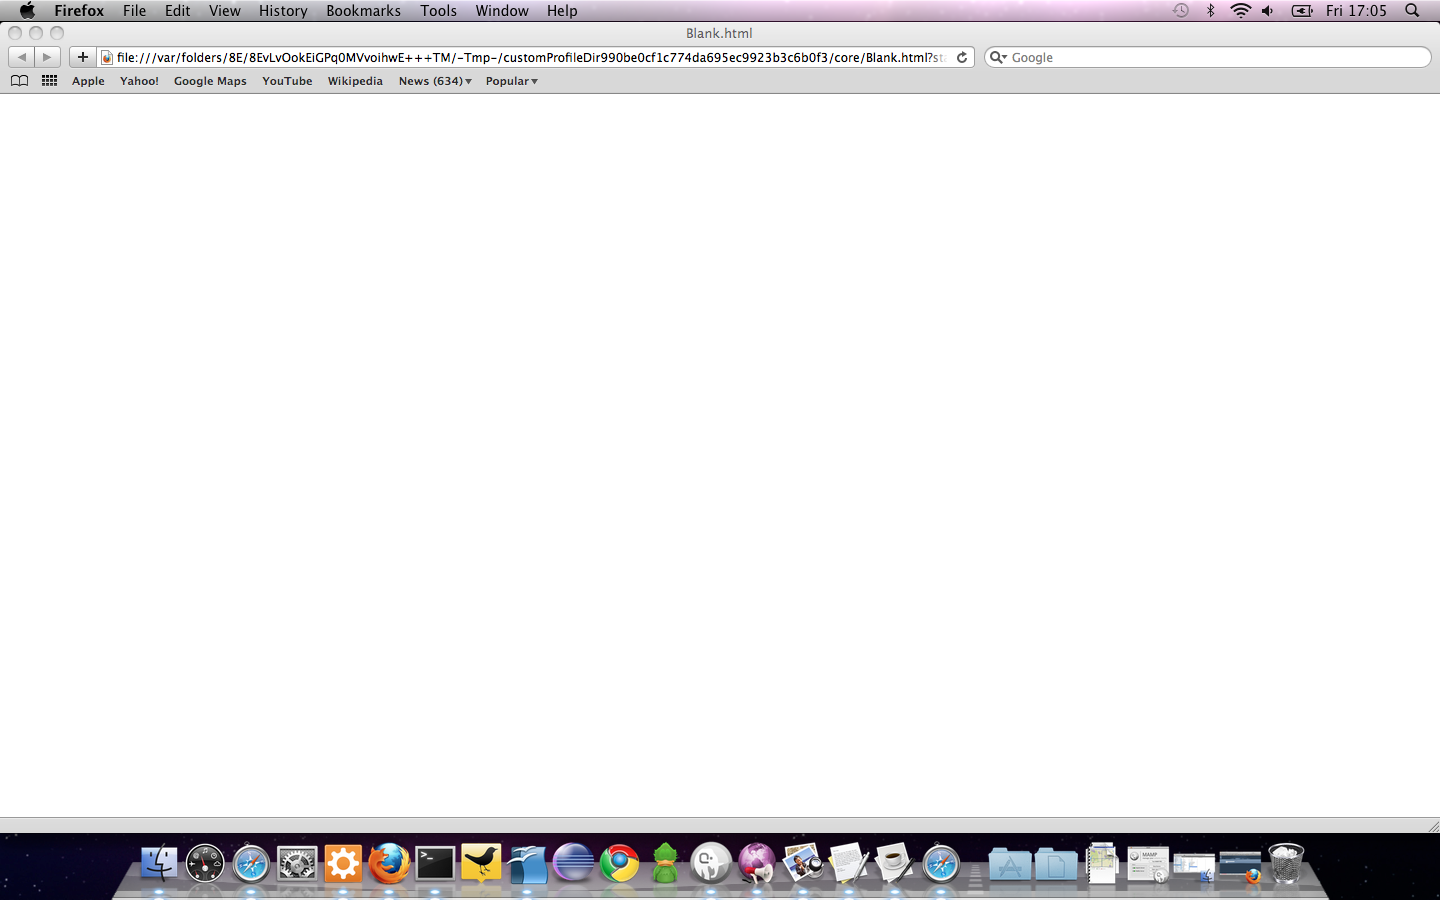 Firefox File Edit View History Bookmarks Tools Window Help Fri 17:05
Blank.html
file:///var/folders/8E/8EvLvOokEiGPq0MVvoihwE+++TM/-Tmp-/customProfileDir990be0cf1c774da695ec9923b3c6b0f3/core/Blank.html?st Google
Apple Yahoo! Google Maps YouTube Wikipedia News (634) Popular
MAMP